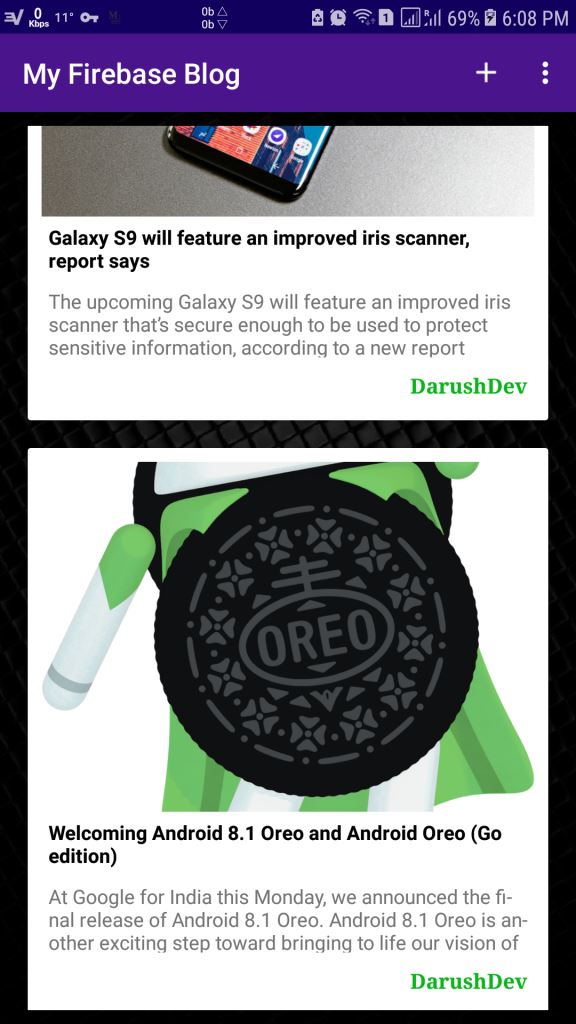 0
Kbps
11°
0b △
0b ▽
1
R
69%
6:08 PM
My Firebase Blog
Galaxy S9 will feature an improved iris scanner,
report says
The upcoming Galaxy S9 will feature an improved iris
scanner that's secure enough to be used to protect
sensitive information, according to a new report
DarushDev
OREO
Welcoming Android 8.1 Oreo and Android Oreo (Go
edition)
At Google for India this Monday, we announced the fi-
nal release of Android 8.1 Oreo. Android 8.1 Oreo is an-
other exciting step toward bringing to life our vision of
DarushDev